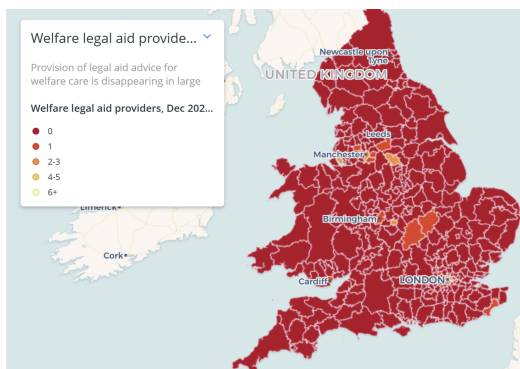 Welfare legal aid provide...
Provision of legal aid advice for
welfare care is disappearing in large
Welfare legal aid providers, Dec 202...
0
1
2-3
4-5
6+
Newcastle upon
Tyne
UNITED KINGDOM
Leeds
Manchester
Limerick
Birmingham
Cork
Cardiff
LONDON